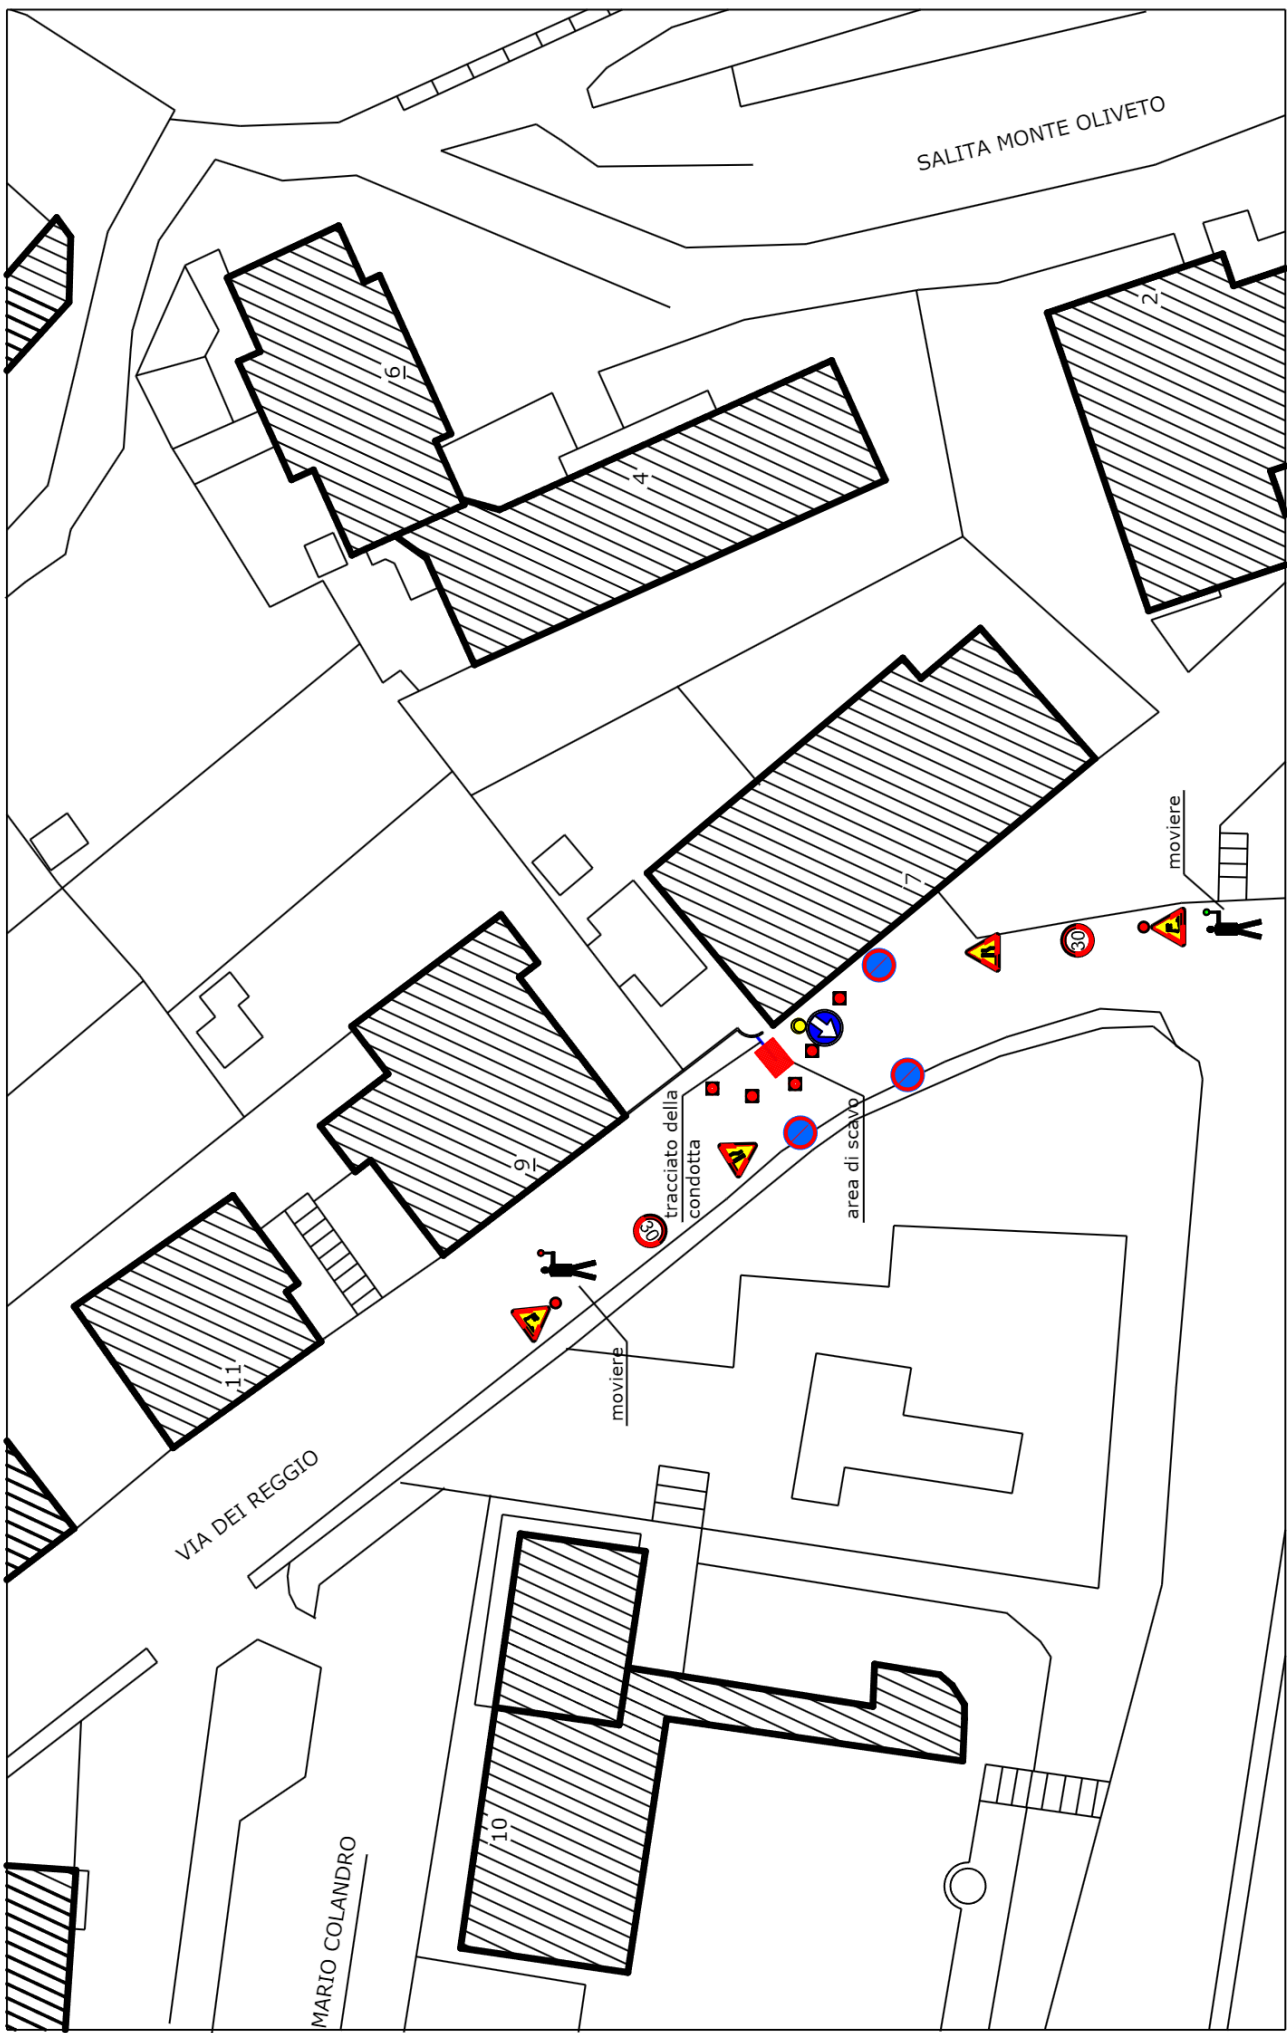 SALITA MONTE OLIVETO
2
6
4
moviere
7
30
tracciato della
condotta
area di scavo
9
30
moviere
11
VIA DEI REGGIO
10
MARIO COLANDRO